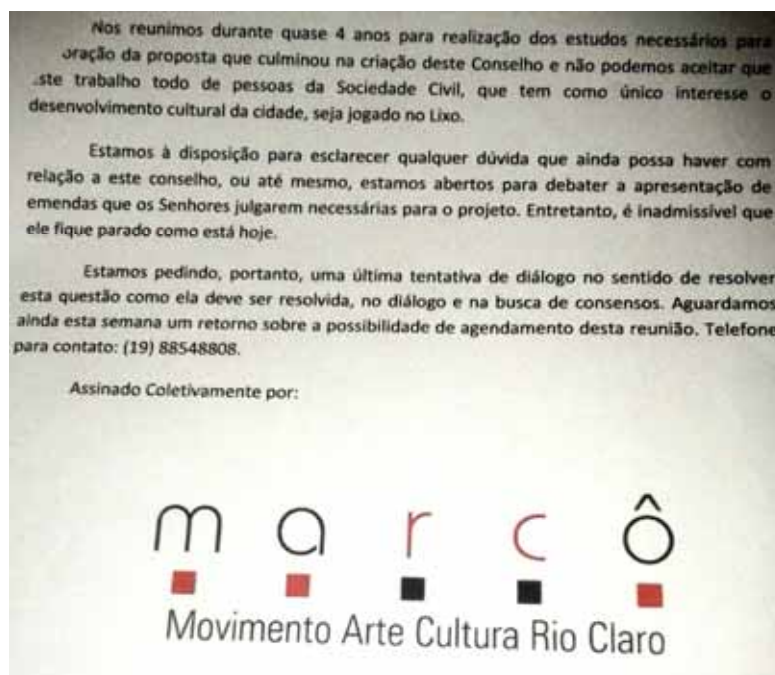 Nos reunimos durante quase 4 anos para realização dos estudos necessários para
oração da proposta que culminou na criação deste Conselho e não podemos aceitar que
ste trabalho todo de pessoas da Sociedade Civil, que tem como único interesse o
desenvolvimento cultural da cidade, seja jogado no Lixo.
Estamos à disposição para esclarecer qualquer dúvida que ainda possa haver com
relação a este conselho, ou até mesmo, estamos abertos para debater a apresentação de
emendas que os Senhores julgarem necessárias para o projeto. Entretanto, é inadmissível que
ele fique parado como está hoje.
Estamos pedindo, portanto, uma última tentativa de diálogo no sentido de resolver
esta questão como ela deve ser resolvida, no diálogo e na busca de consensos. Aguardamos
ainda esta semana um retorno sobre a possibilidade de agendamento desta reunião. Telefone
para contato: (19) 88548808.
Assinado Coletivamente por:
marcô
Movimento Arte Cultura Rio Claro